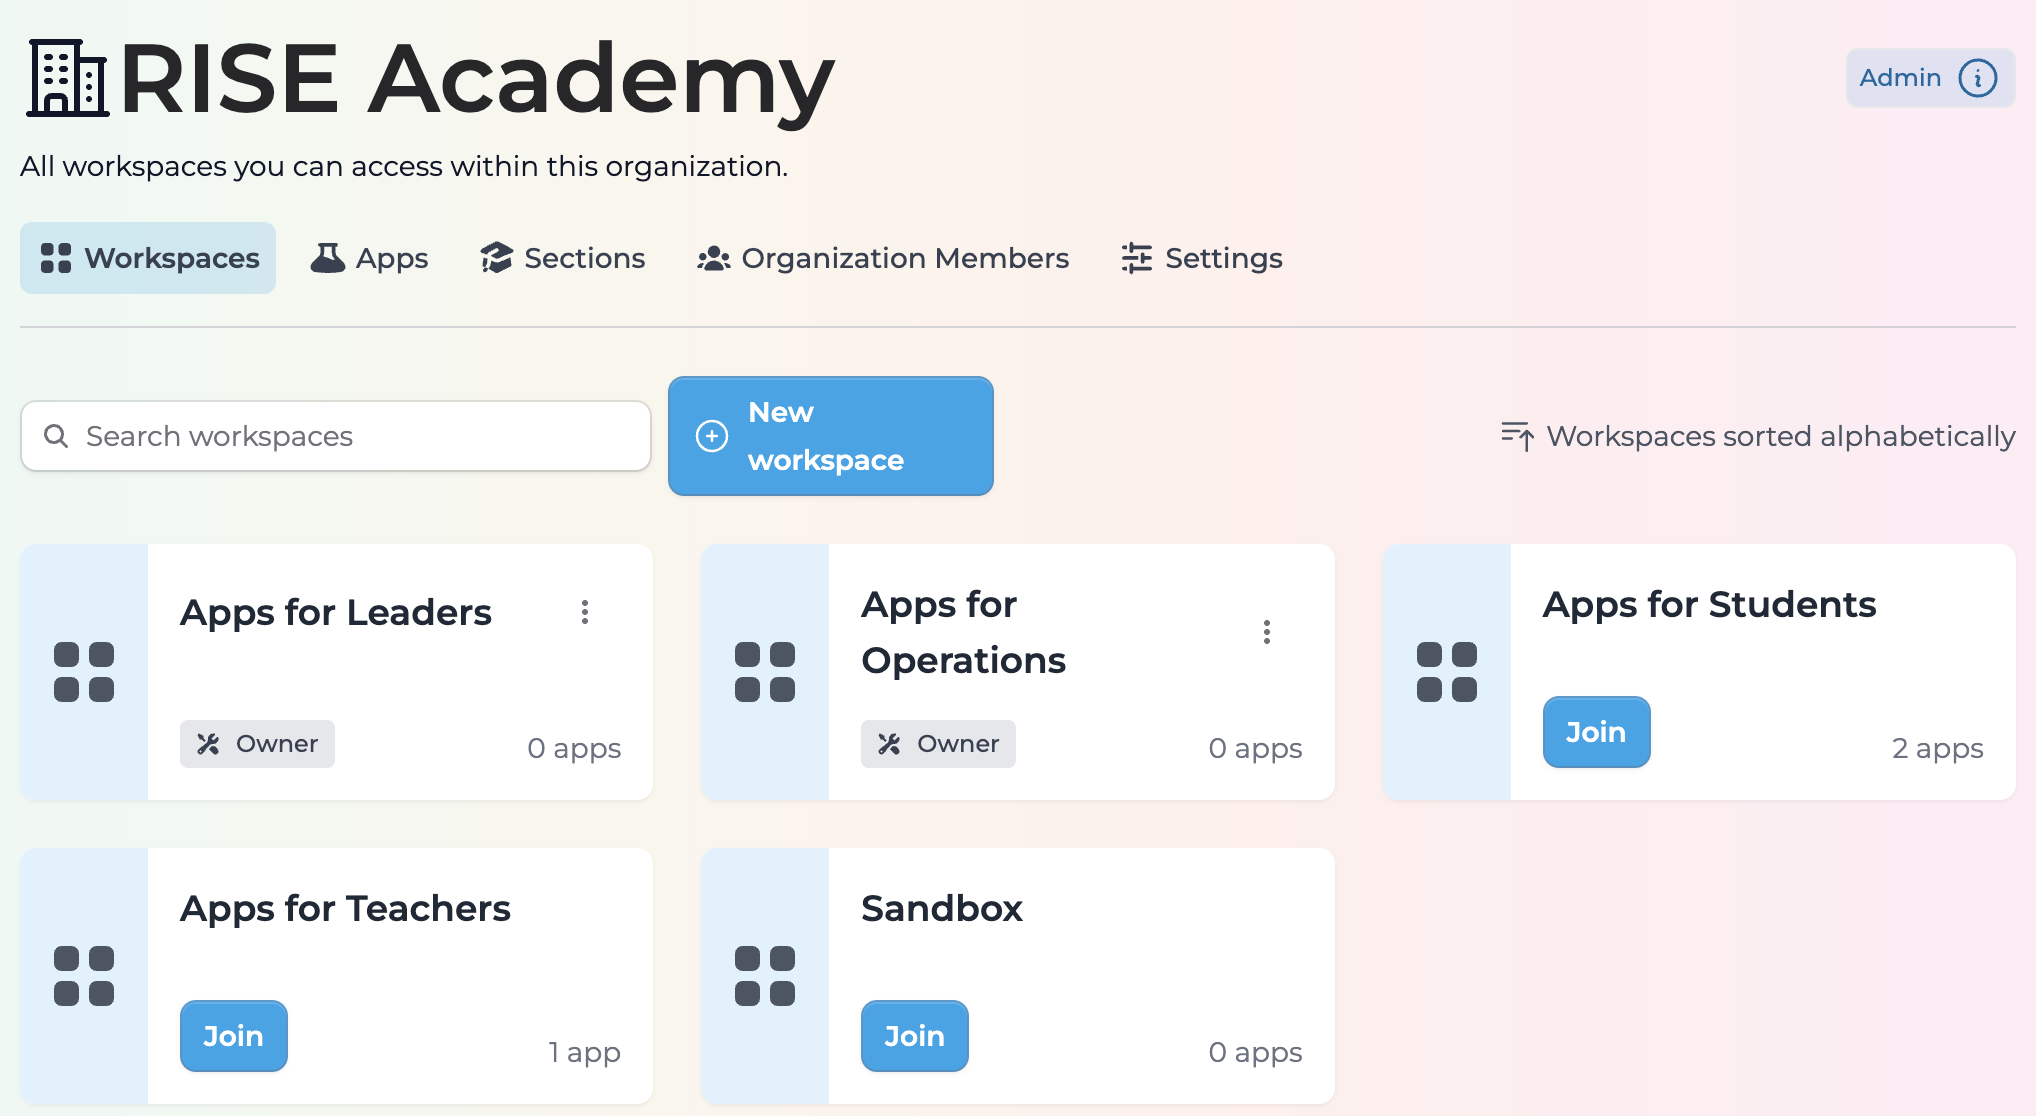 RISE Academy
Admin
All workspaces you can access within this organization.
Workspaces
Apps
Sections
Organization Members
Settings
Search workspaces
New
workspace
Workspaces sorted alphabetically
Apps for Leaders
Owner
0 apps
Apps for
Operations
Owner
0 apps
Apps for Students
Join
2 apps
Apps for Teachers
Join
1 app
Sandbox
Join
0 apps